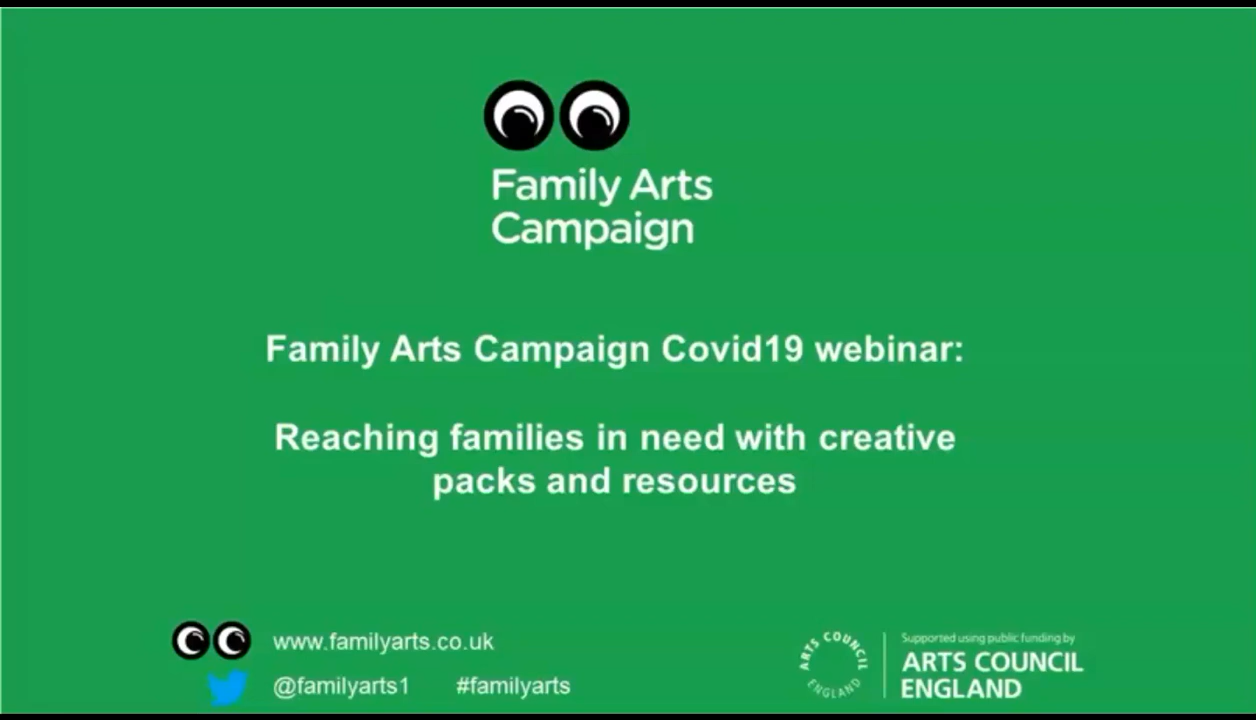 Family Arts
Campaign
Family Arts Campaign Covid19 webinar:
Reaching families in need with creative
packs and resources
www.familyarts.co.uk
@familyarts1 #familyarts
ARTS COUNCIL
ENGLAND
Supported using public funding by
ARTS COUNCIL
ENGLAND